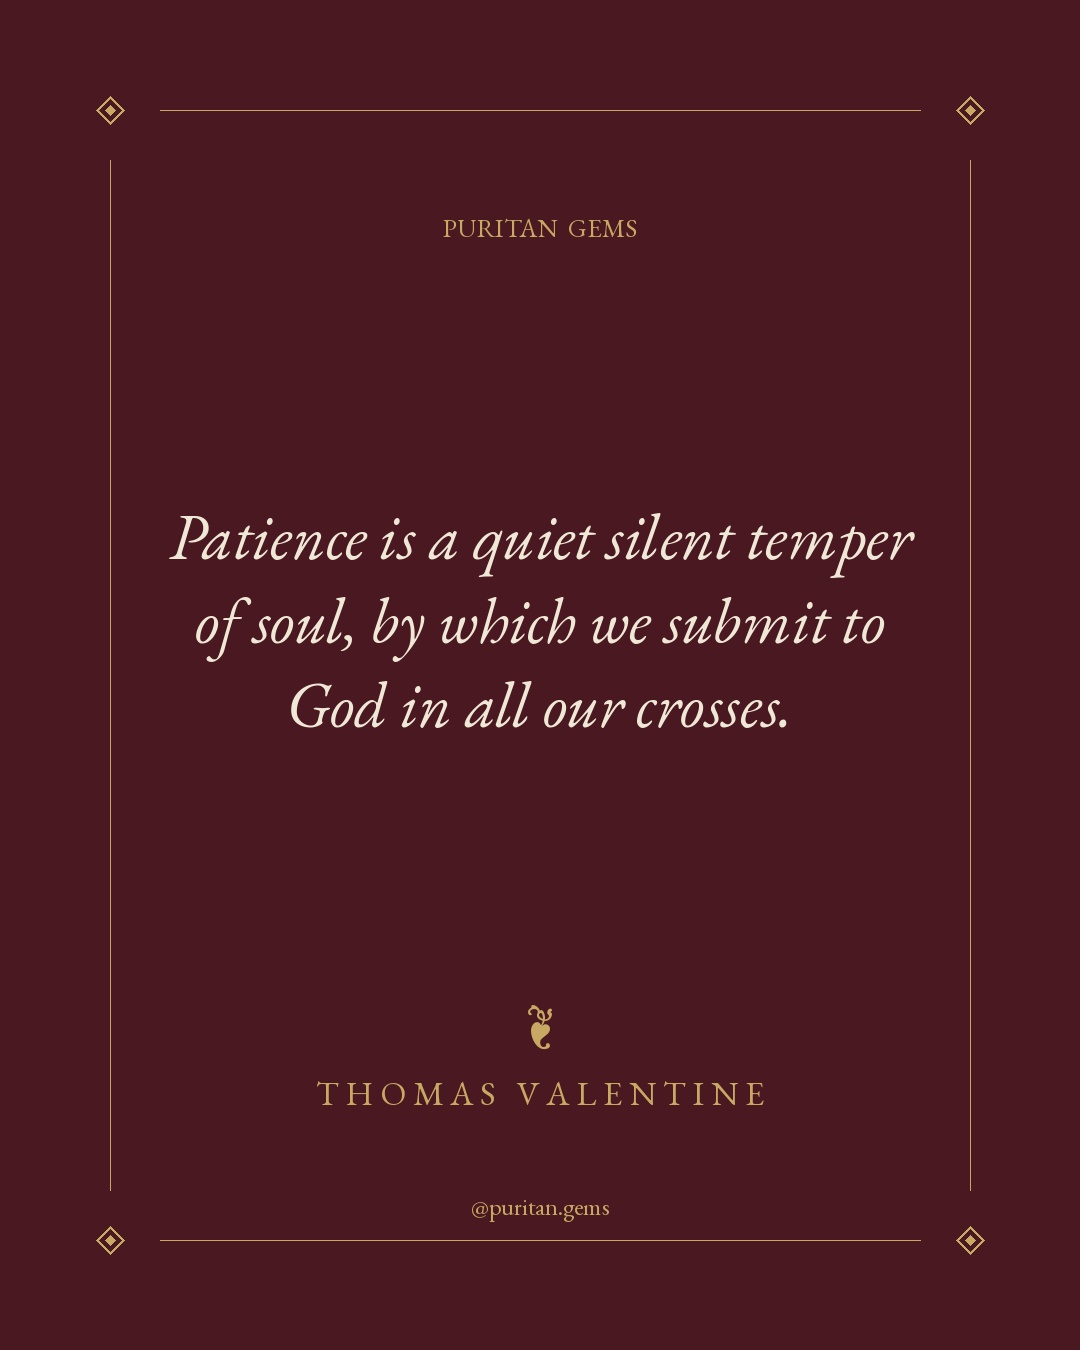 PURITAN GEMS
Patience is a quiet silent temper
of soul, by which we submit to
God in all our crosses.
THOMAS VALENTINE
@puritan.gems